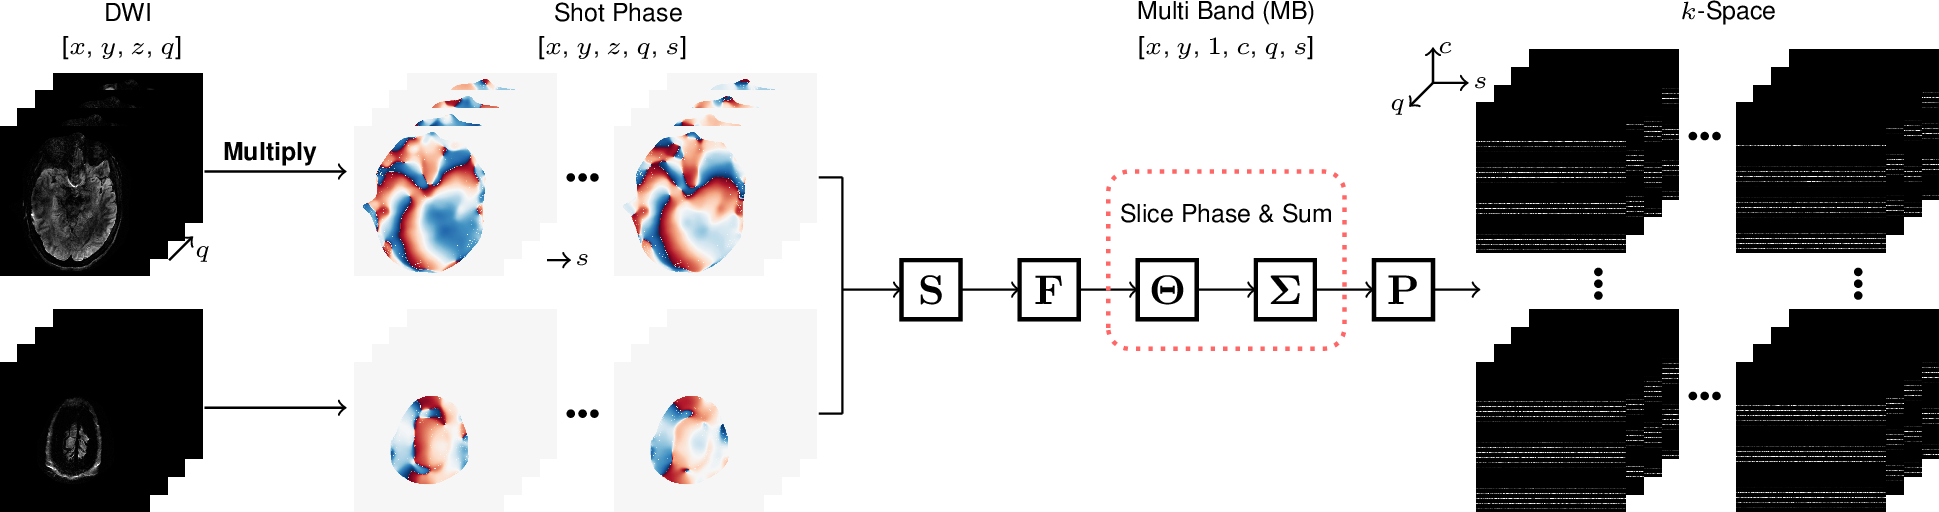 DWI
[x, y, z, q]
Shot Phase
[x, y, z, q, s]
Multi Band (MB)
[x, y, 1, c, q, s]
k-Space
c
s
q
Multiply
•••
•••
q
s
Slice Phase & Sum
S
F
Θ
Σ
P
•••
•••